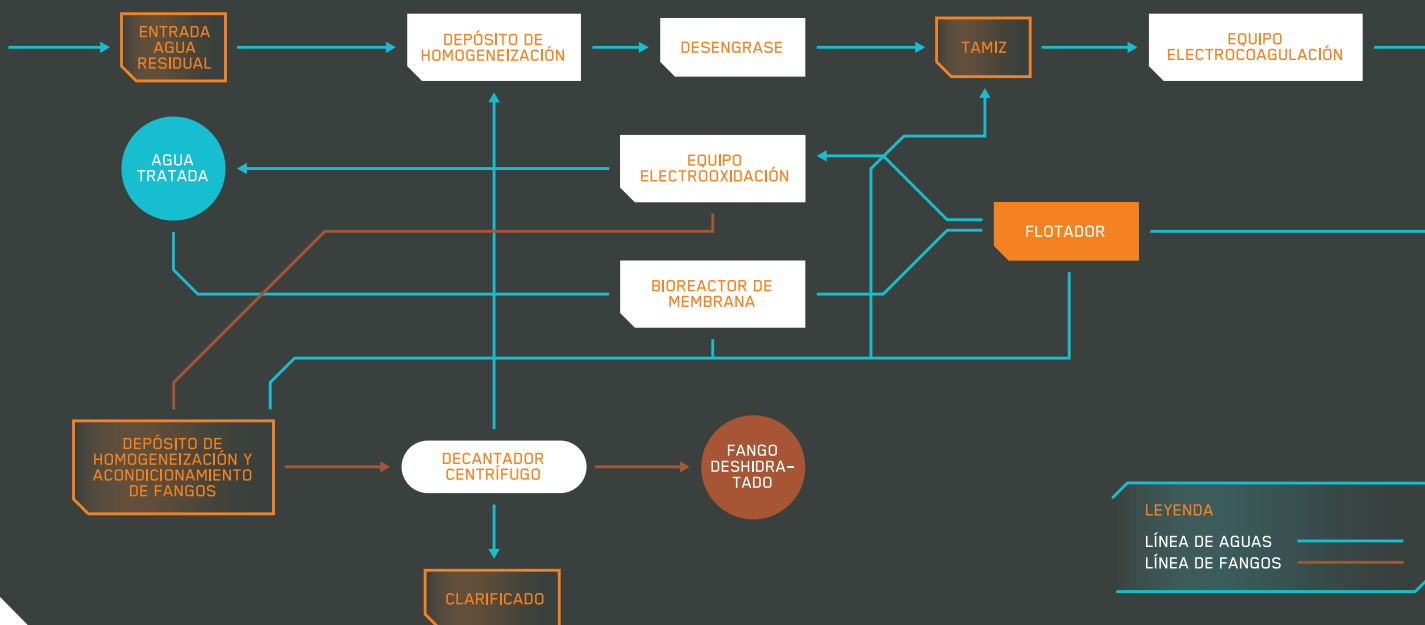 ENTRADA
AGUA
RESIDUAL
DEPÓSITO DE
HOMOGENEIZACIÓN
DESENGRASE
TAMIZ
EQUIPO
ELECTROCOAGULACIÓN
AGUA
TRATADA
EQUIPO
ELECTROOXIDACIÓN
FLOTADOR
BIOREACTOR DE
MEMBRANA
DEPÓSITO DE
HOMOGENEIZACIÓN Y
ACONDICIONAMIENTO
DE FANGOS
DECANTADOR
CENTRÍFUGO
FANGO
DESHIDRA-
TADO
CLARIFICADO
LEYENDA
LÍNEA DE AGUAS
LÍNEA DE FANGOS